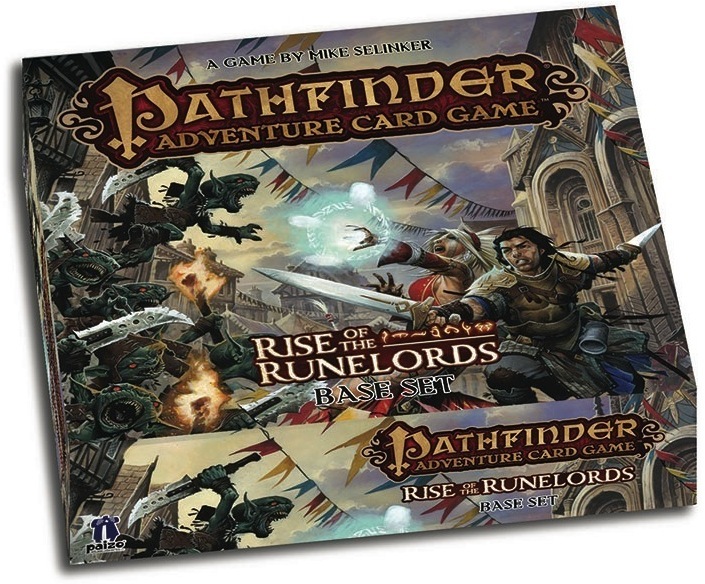 A GAME BY MIKE SELINKER
PATHFINDER
ADVENTURE CARD GAME™
RISE OF THE
RUNELORDS
BASE SET
PATHFINDER
ADVENTURE CARD GAME
RISE OF THE RUNELORDS
BASE SET
paizo